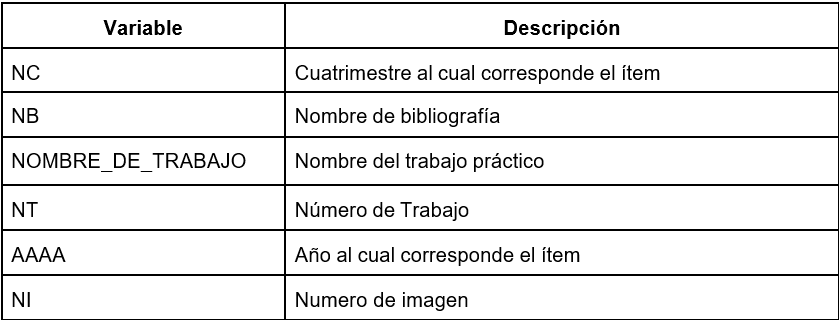 Variable Descripción
NC Cuatrimestre al cual corresponde el ítem
NB Nombre de bibliografía
NOMBRE_DE_TRABAJO Nombre del trabajo práctico
NT Número de Trabajo
AAAA Año al cual corresponde el ítem
NI Numero de imagen